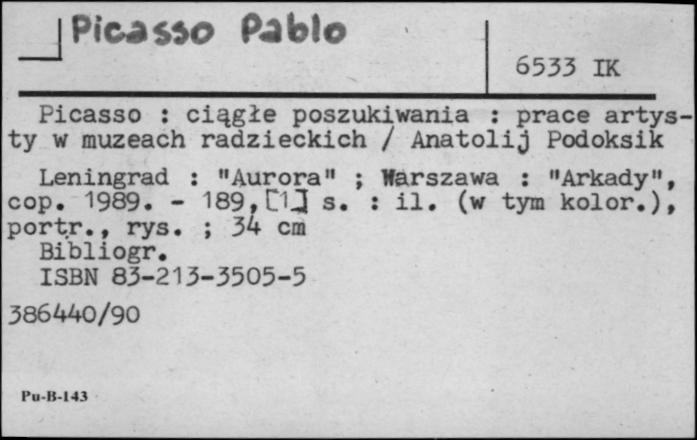 Picasso Pablo
6533 IK
Picasso : ciągłe poszukiwania : prace artys-
ty w muzeach radzieckich / Anatolij Podoksik
Leningrad : "Aurora" ; Warszawa : "Arkady",
cop. 1989. - 189,[1] s. : il. (w tym kolor.),
portr., rys. ; 34 cm
Bibliogr.
ISBN 83-213-3505-5
386440/90
Pu-B-143